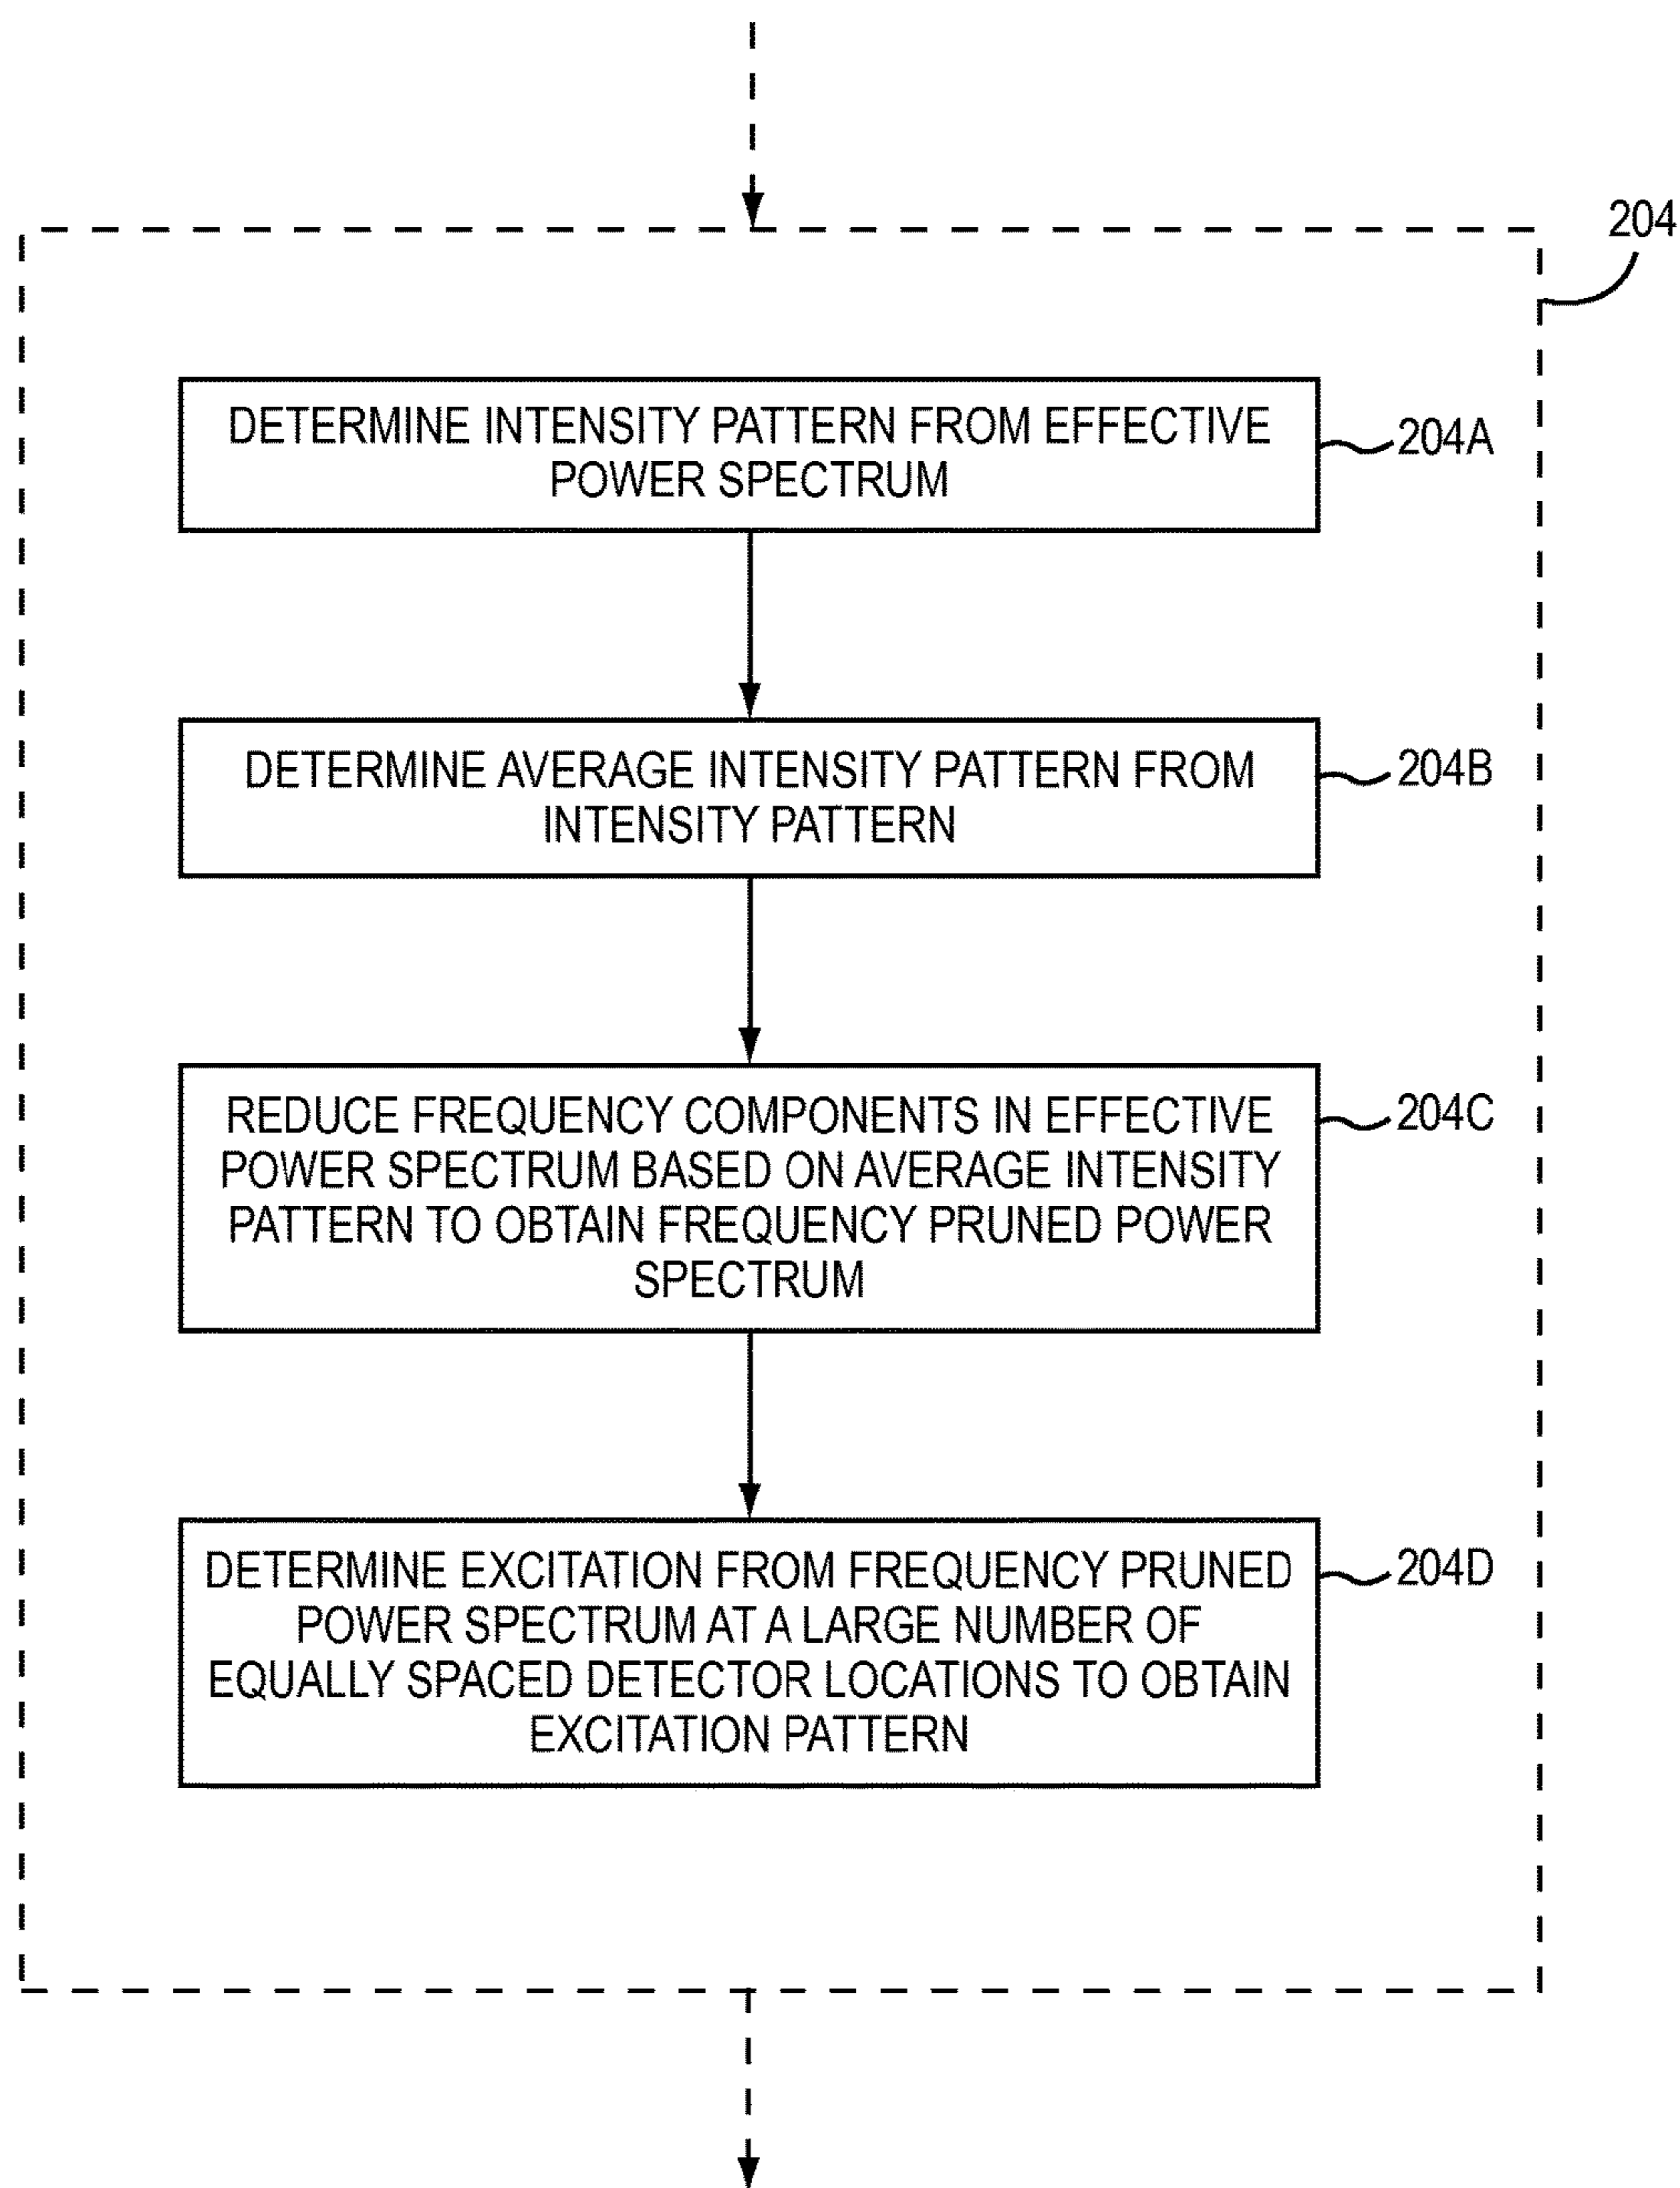 204
DETERMINE INTENSITY PATTERN FROM EFFECTIVE
POWER SPECTRUM
204A
DETERMINE AVERAGE INTENSITY PATTERN FROM
INTENSITY PATTERN
204B
REDUCE FREQUENCY COMPONENTS IN EFFECTIVE
POWER SPECTRUM BASED ON AVERAGE INTENSITY
PATTERN TO OBTAIN FREQUENCY PRUNED POWER
SPECTRUM
204C
DETERMINE EXCITATION FROM FREQUENCY PRUNED
POWER SPECTRUM AT A LARGE NUMBER OF
EQUALLY SPACED DETECTOR LOCATIONS TO OBTAIN
EXCITATION PATTERN
204D